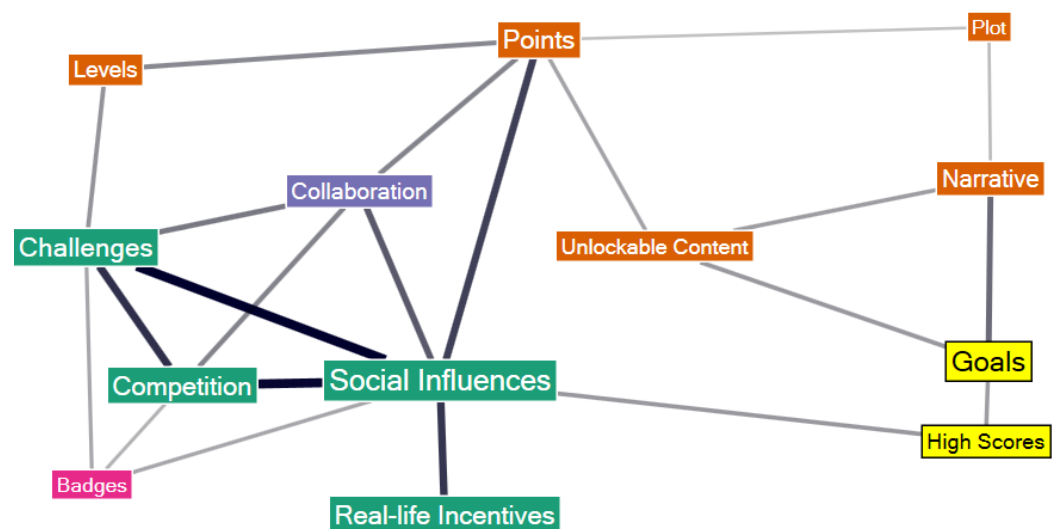 Points
Plot
Levels
Collaboration
Narrative
Challenges
Unlockable Content
Goals
Competition
Social Influences
High Scores
Badges
Real-life Incentives